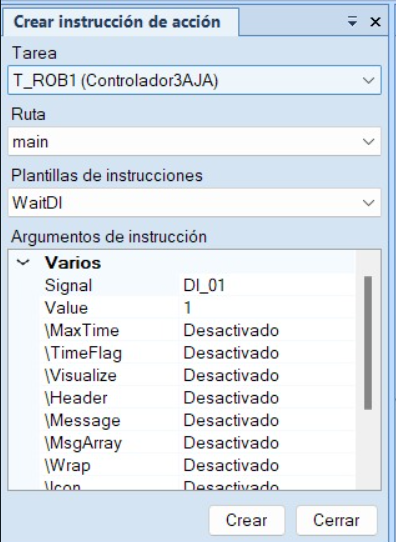 Crear instrucción de acción
Tarea
T_ROB1 (Controlador3AJA)
Ruta
main
Plantillas de instrucciones
WaitDI
Argumentos de instrucción
Varios
Signal DI_01
Value 1
\MaxTime Desactivado
\TimeFlag Desactivado
\Visualize Desactivado
\Header Desactivado
\Message Desactivado
\MsgArray Desactivado
\Wrap Desactivado
\Icon Desactivado
Crear Cerrar